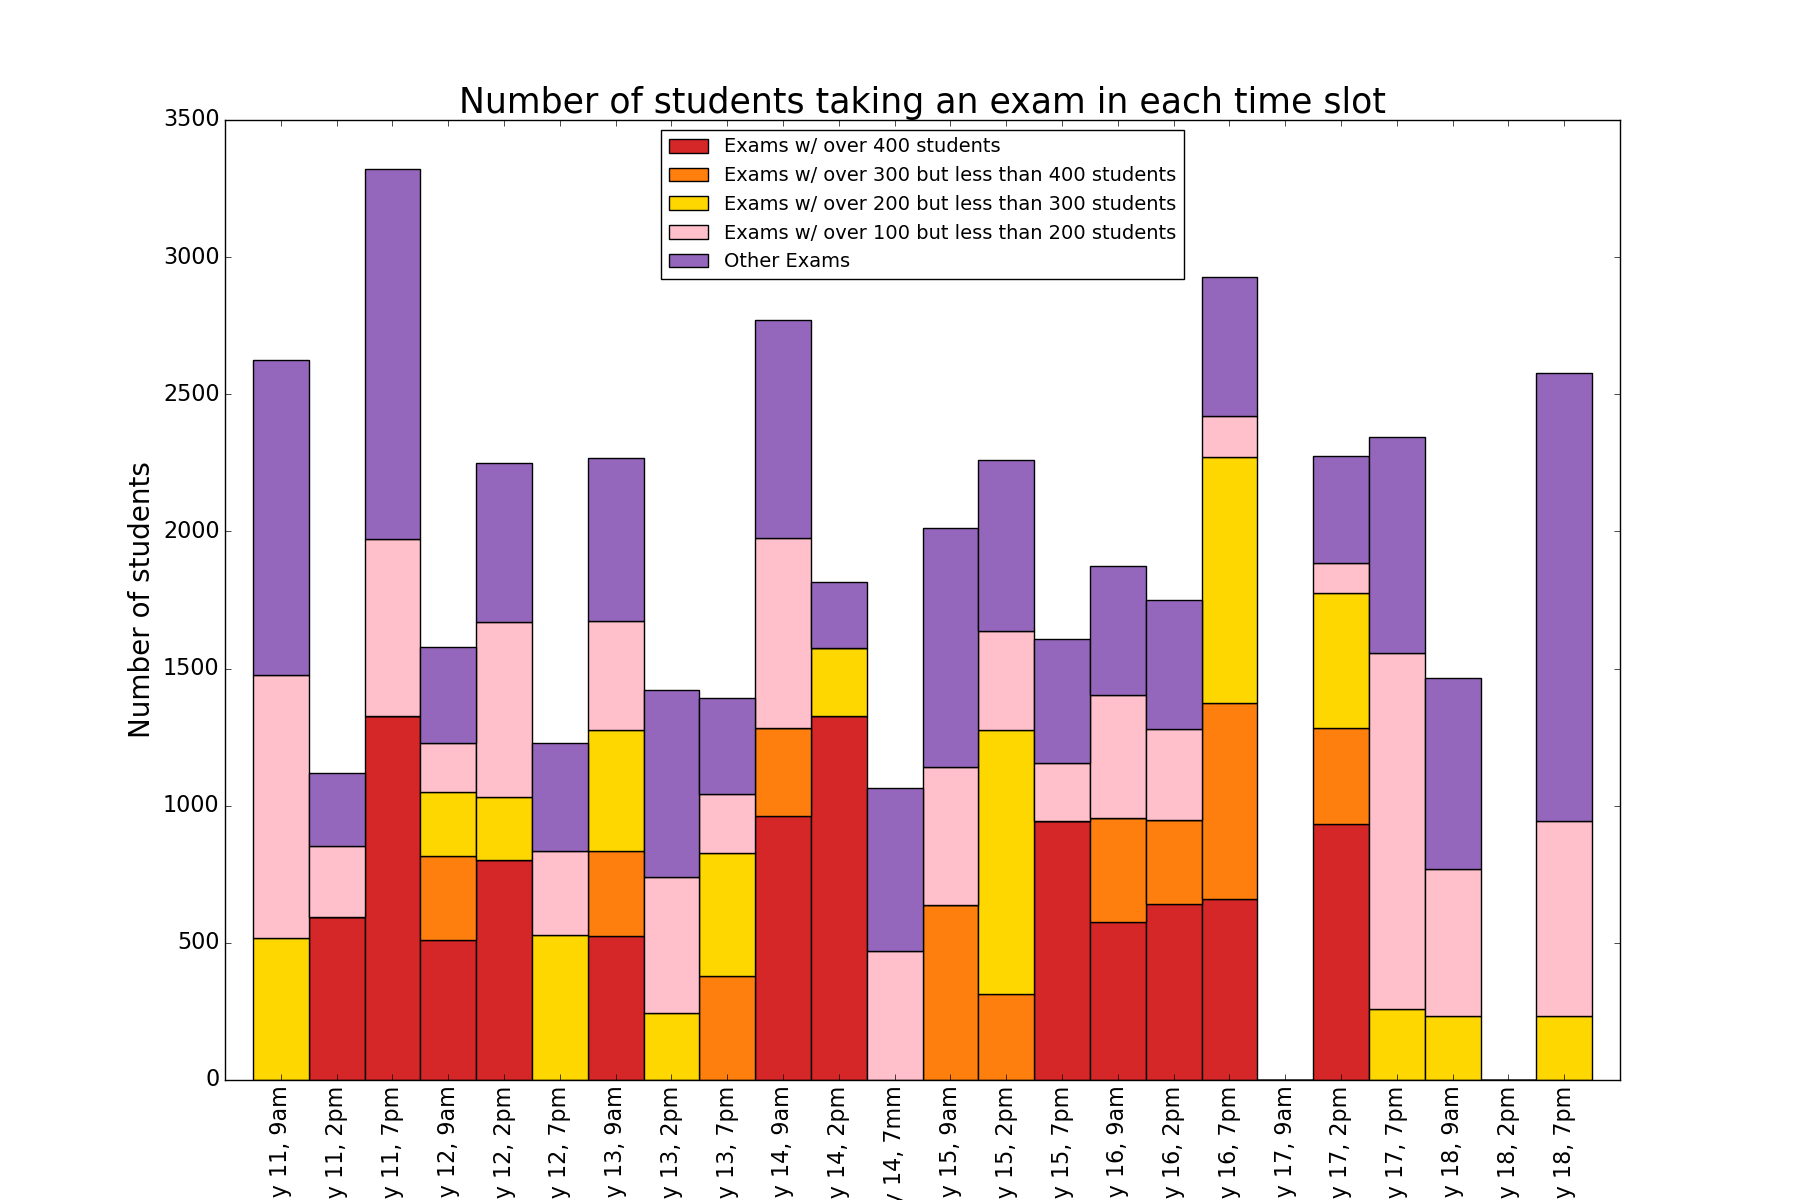 Number of students taking an exam in each time slot
Exams w/ over 400 students
Exams w/ over 300 but less than 400 students
Exams w/ over 200 but less than 300 students
Exams w/ over 100 but less than 200 students
Other Exams
3500
3000
2500
2000
1500
1000
500
0
Number of students
y 11, 9am
y 11, 2pm
y 11, 7pm
y 12, 9am
y 12, 2pm
y 12, 7pm
y 13, 9am
y 13, 2pm
y 13, 7pm
y 14, 9am
y 14, 2pm
y 14, 7mm
y 15, 9am
y 15, 2pm
y 15, 7pm
y 16, 9am
y 16, 2pm
y 16, 7pm
y 17, 9am
y 17, 2pm
y 17, 7pm
y 18, 9am
y 18, 2pm
y 18, 7pm